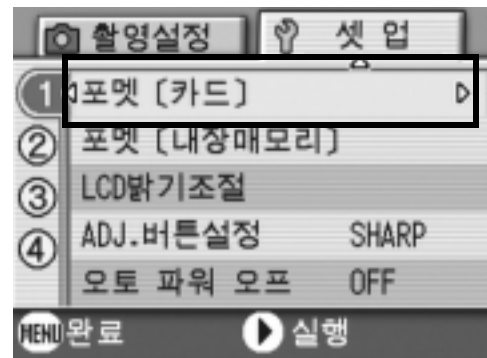 촬영설정 셋 업
1 포멧 [카드]
2 포멧 [내장매모리]
3 LCD밝기조절
4 ADJ.버튼설정 SHARP
오토 파워 오프 OFF
MENU 완료 실행